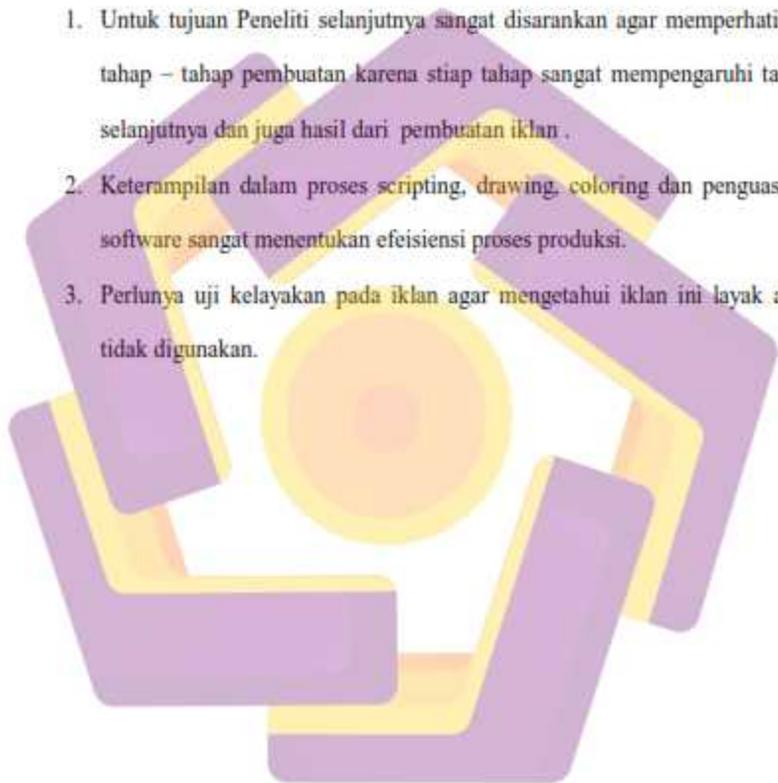 1. Untuk tujuan Peneliti selanjutnya sangat disarankan agar memperhati
tahap – tahap pembuatan karena stiap tahap sangat mempengaruhi ta
selanjutnya dan juga hasil dari pembuatan iklan .
2. Keterampilan dalam proses scripting, drawing, coloring dan penguas
software sangat menentukan efeisiensi proses produksi.
3. Perlunya uji kelayakan pada iklan agar mengetahui iklan ini layak a
tidak digunakan.